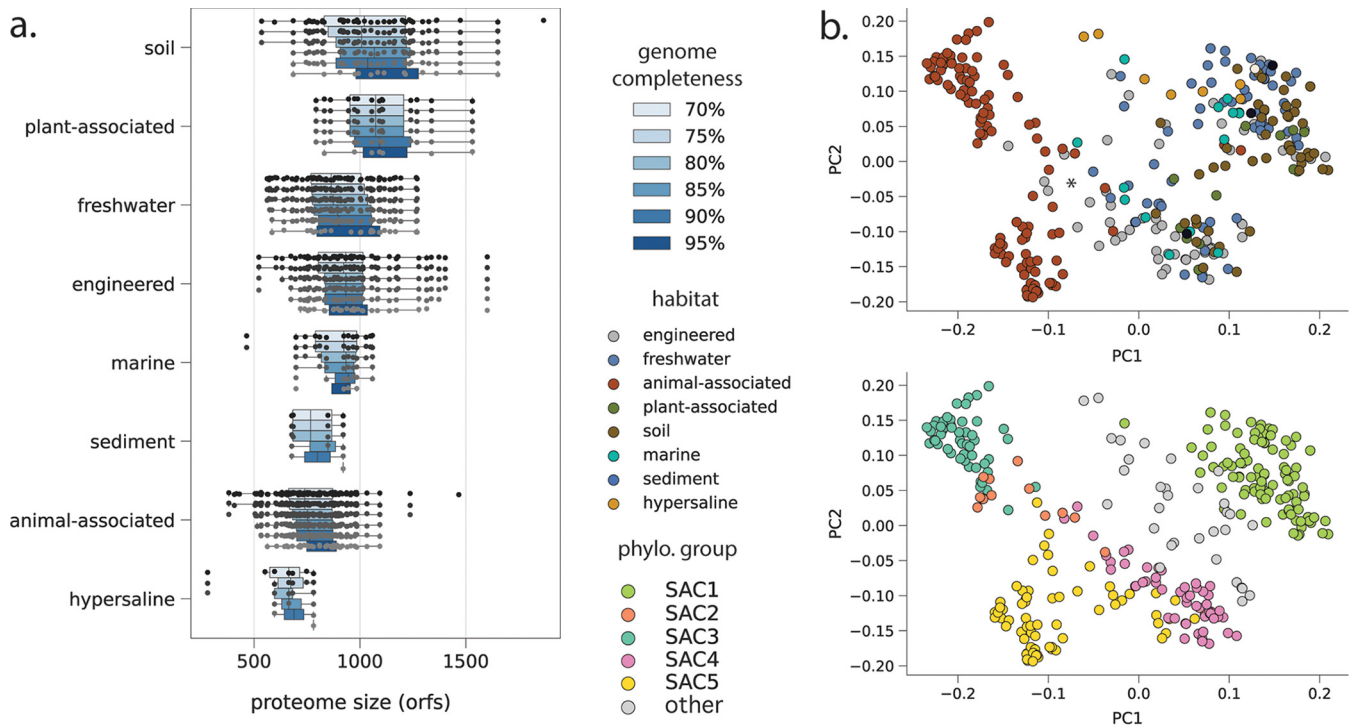 a.
soil
plant-associated
freshwater
engineered
marine
sediment
animal-associated
hypersaline
500
1000
1500
proteome size (orfs)
genome
completeness
70%
75%
80%
85%
90%
95%
habitat
engineered
freshwater
animal-associated
plant-associated
soil
marine
sediment
hypersaline
phylo. group
SAC1
SAC2
SAC3
SAC4
SAC5
other
b.
0.20
0.15
0.10
0.05
0.00
−0.05
−0.10
−0.15
−0.20
PC2
*
−0.2
−0.1
0.0
0.1
0.2
PC1
0.20
0.15
0.10
0.05
0.00
−0.05
−0.10
−0.15
−0.20
PC2
−0.2
−0.1
0.0
0.1
0.2
PC1